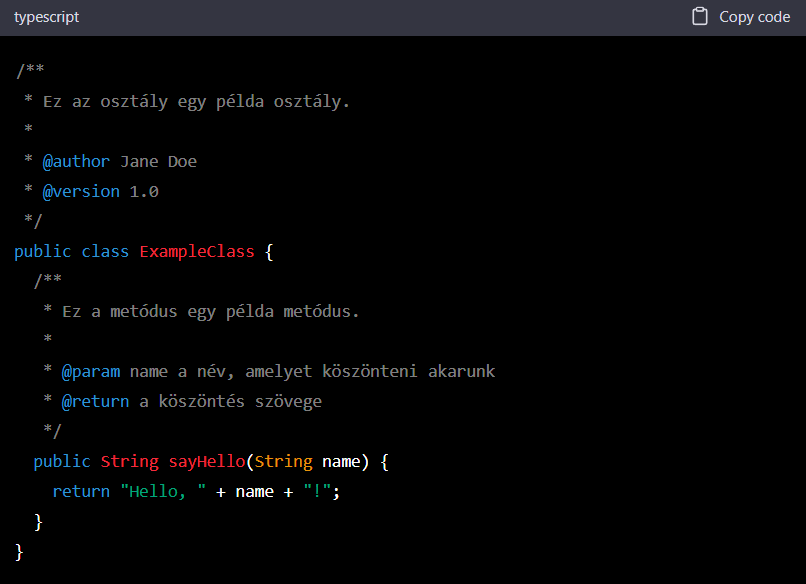 typescript
Copy code
/**
 * Ez az osztály egy példa osztály.
 *
 * @author Jane Doe
 * @version 1.0
 */
public class ExampleClass {
  /**
   * Ez a metódus egy példa metódus.
   *
   * @param name a név, amelyet köszönteni akarunk
   * @return a köszöntés szövege
   */
  public String sayHello(String name) {
    return "Hello, " + name + "!";
  }
}